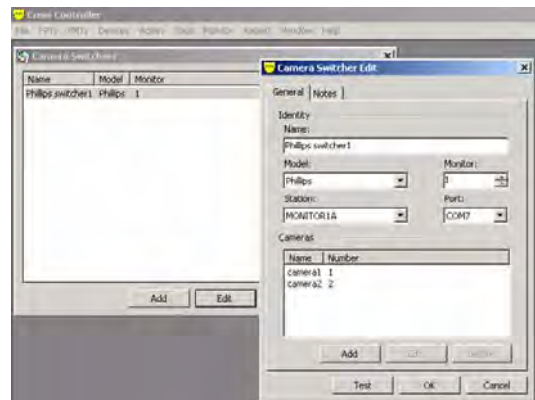 Camera Switchers
Name Model Monitor
Philips switcher1 Philips 1
Add Edit
Camera Switcher Edit
General Notes
Identity
Name:
Philips switcher1
Model: Monitor:
Philips 1
Station: Port:
MONITOR1A COM7
Cameras
Name Number
camera1 1
camera2 2
Add Edit Delete
Test OK Cancel